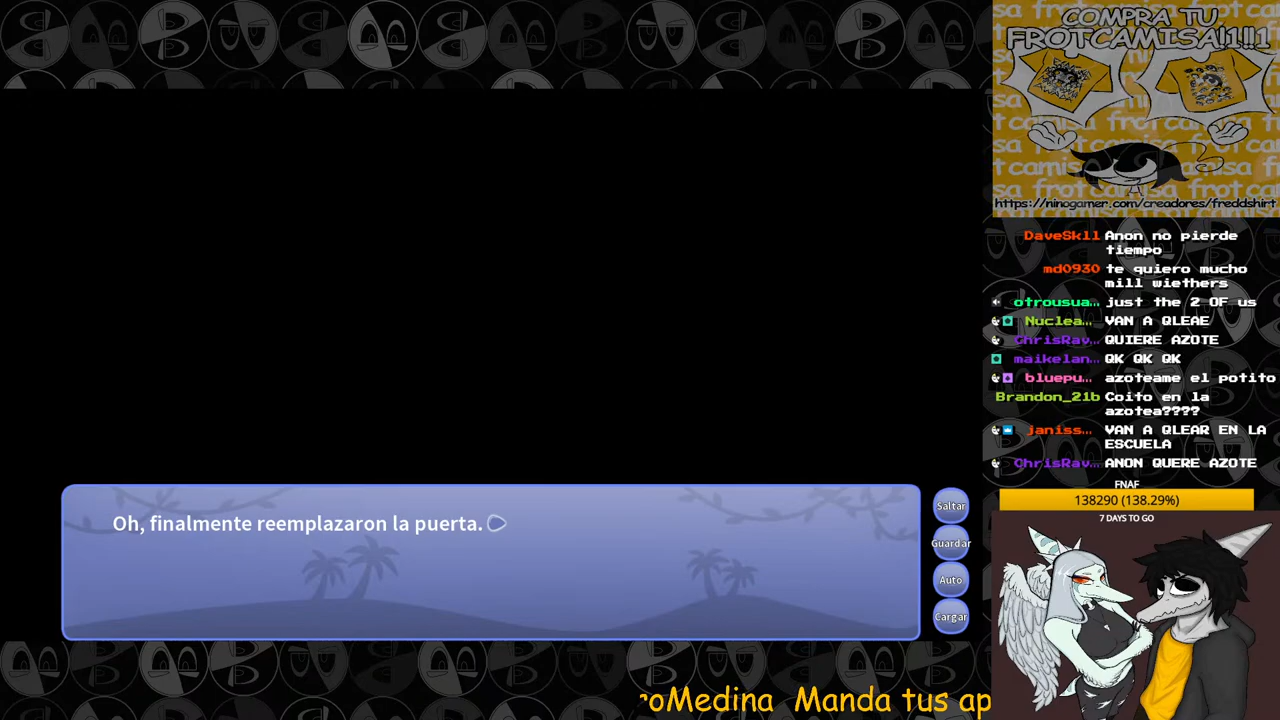 COMPRA TU
FROTCAMISA!1!!1
https://ninogamer.com/creadores/freddshirt
DaveSkll Anon no pierde
tiempo
md0930 te quiero mucho
mill wiethers
otrousua... just the 2 OF us
Nuclea... VAN A QLEAE
ChrisRav... QUIERE AZOTE
maikelan... QK QK QK
bluepu... azoteame el potito
Brandon_21b Coito en la
azotea????
janiss... VAN A QLEAR EN LA
ESCUELA
ChrisRav... ANON QUERE AZOTE
FNAF
138290 (138.29%)
7 DAYS TO GO
Oh, finalmente reemplazaron la puerta.
Saltar
Guardar
Auto
Cargar
oMedina Manda tus ap